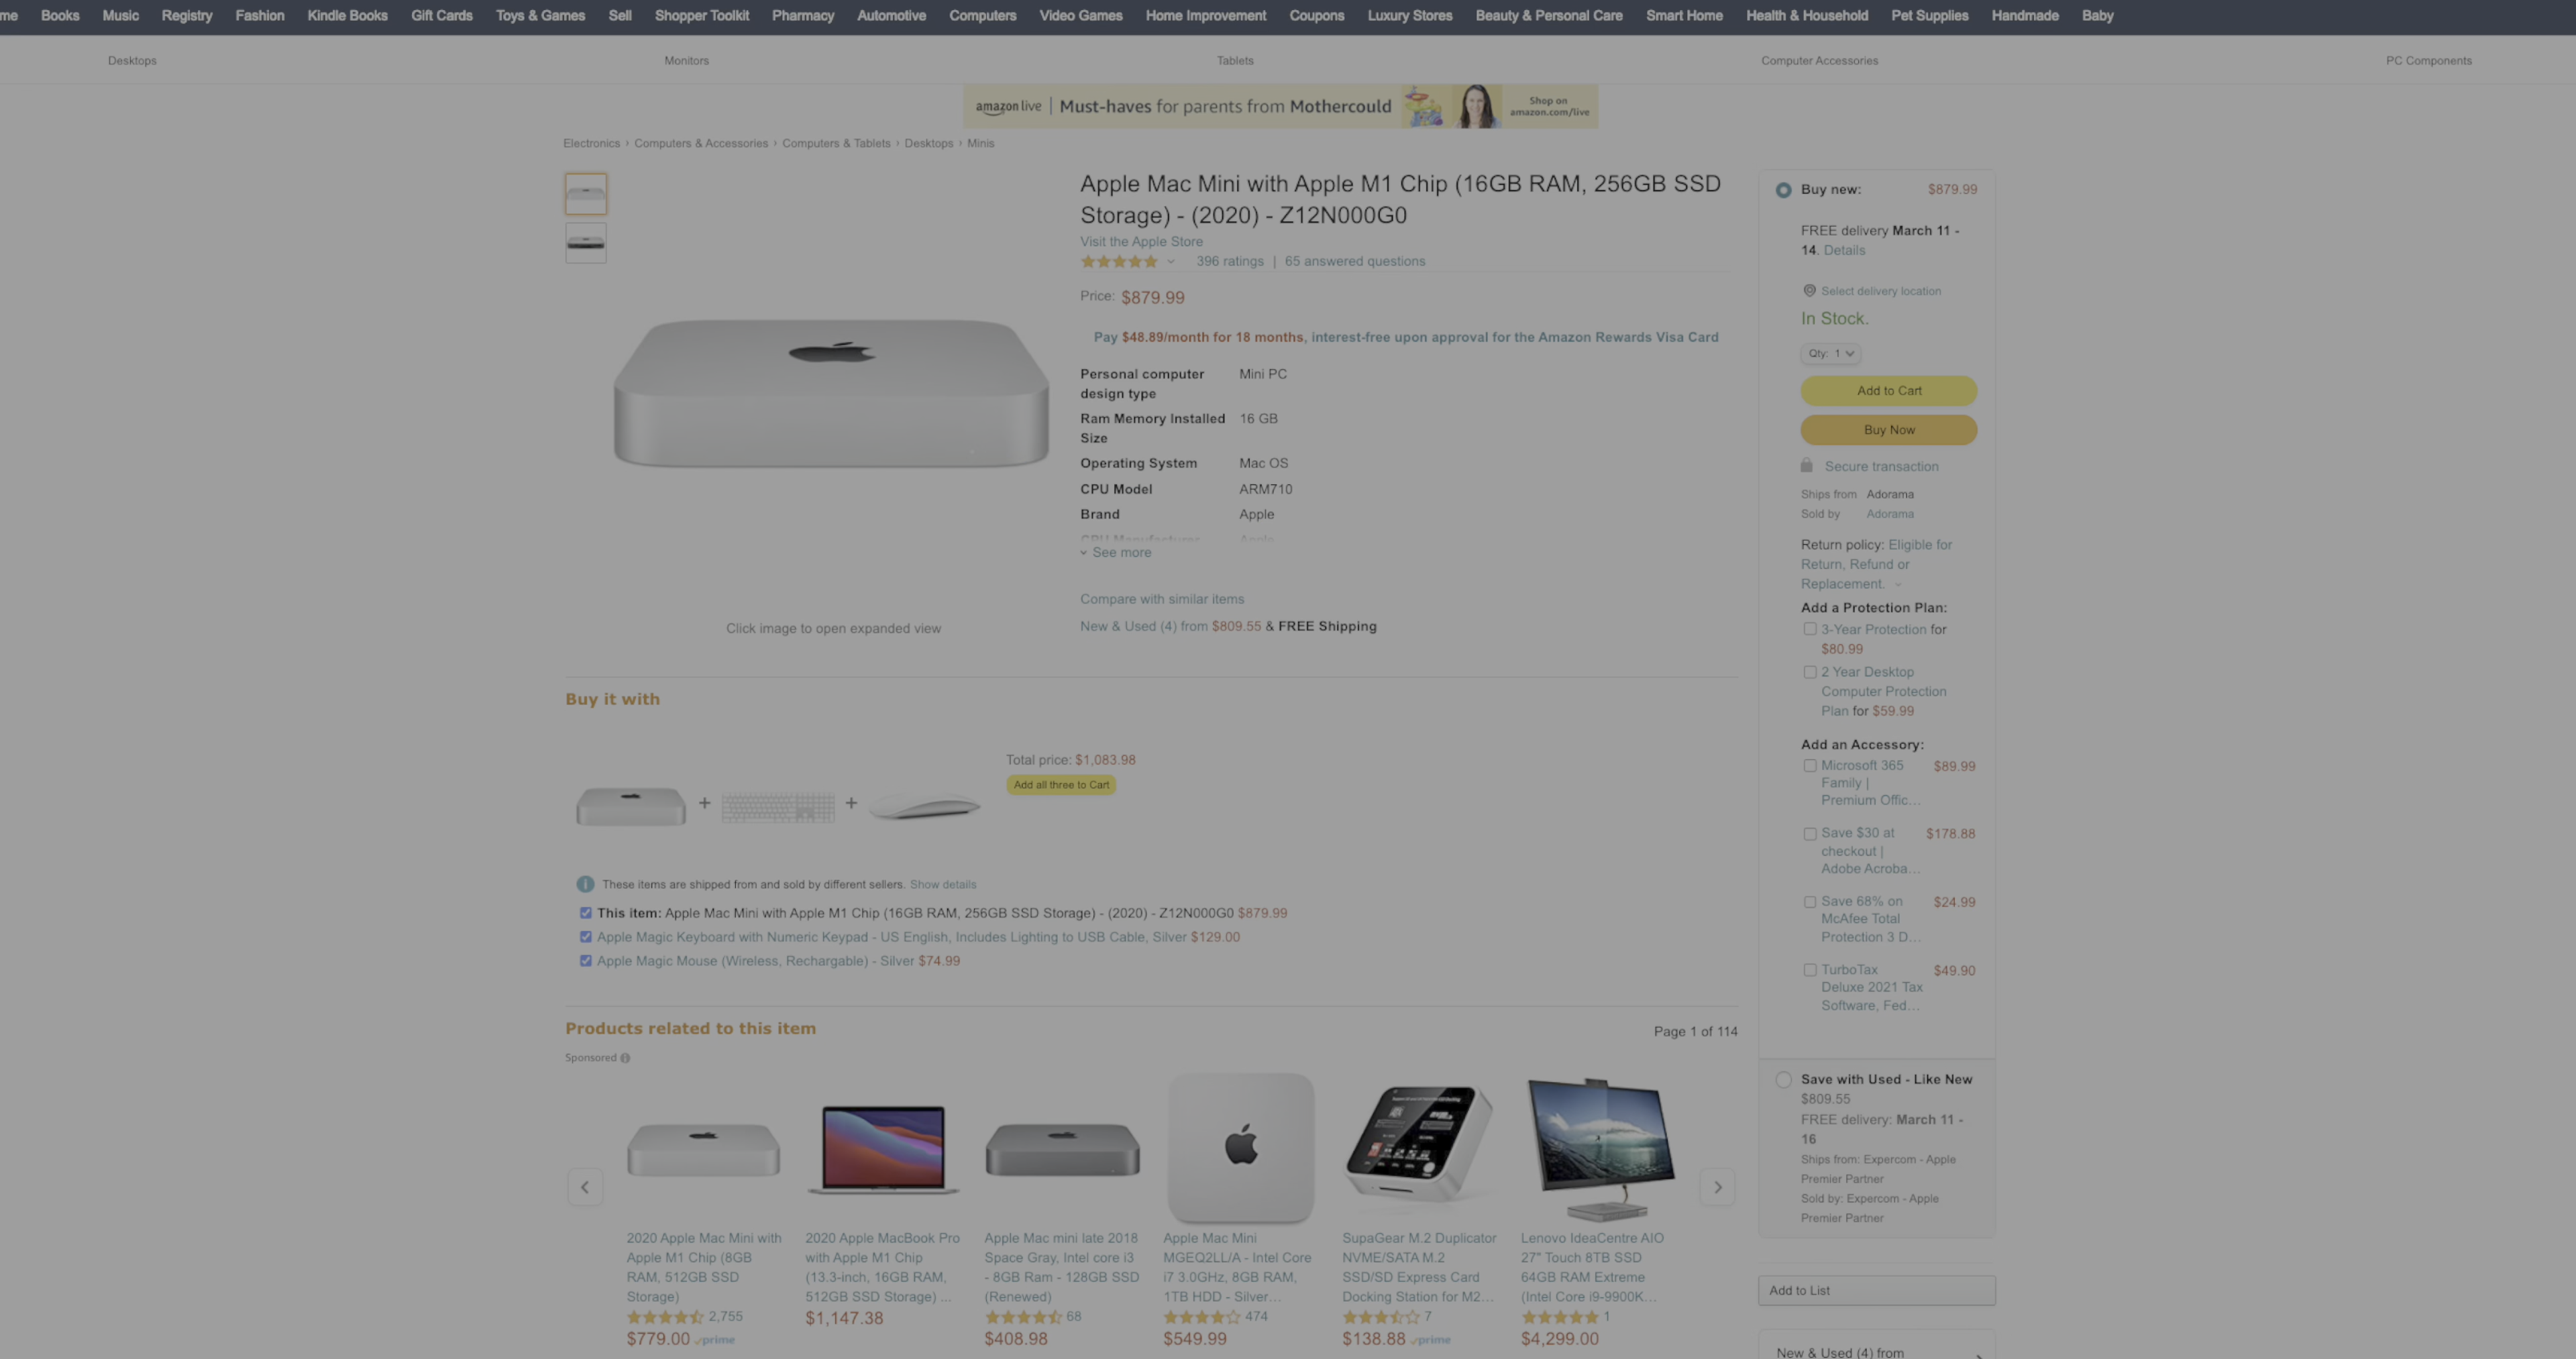 me Books Music Registry Fashion Kindle Books Gift Cards Toys & Games Sell Shopper Toolkit Pharmacy Automotive Computers Video Games Home Improvement Coupons Luxury Stores Beauty & Personal Care Smart Home Health & Household Pet Supplies Handmade Baby
Desktops Monitors Tablets Computer Accessories PC Components
amazon live | Must-haves for parents from Mothercould
Shop on
amazon.com/live
Electronics › Computers & Accessories › Computers & Tablets › Desktops › Minis
Apple Mac Mini with Apple M1 Chip (16GB RAM, 256GB SSD
Storage) - (2020) - Z12N000G0
Visit the Apple Store
396 ratings | 65 answered questions
Price: $879.99
Pay $48.89/month for 18 months, interest-free upon approval for the Amazon Rewards Visa Card
Personal computer Mini PC
design type
Ram Memory Installed 16 GB
Size
Operating System Mac OS
CPU Model ARM710
Brand Apple
CPU Manufacturer Apple
See more
Compare with similar items
New & Used (4) from $809.55 & FREE Shipping
Click image to open expanded view
Buy new: $879.99
FREE delivery March 11 -
14. Details
Select delivery location
In Stock.
Qty: 1
Add to Cart
Buy Now
Secure transaction
Ships from Adorama
Sold by Adorama
Return policy: Eligible for
Return, Refund or
Replacement.
Add a Protection Plan:
3-Year Protection for
$80.99
2 Year Desktop
Computer Protection
Plan for $59.99
Add an Accessory:
Microsoft 365 $89.99
Family |
Premium Offic...
Save $30 at $178.88
checkout |
Adobe Acroba...
Save 68% on $24.99
McAfee Total
Protection 3 D...
TurboTax $49.90
Deluxe 2021 Tax
Software, Fed...
Save with Used - Like New
$809.55
FREE delivery: March 11 -
16
Ships from: Expercom - Apple
Premier Partner
Sold by: Expercom - Apple
Premier Partner
Add to List
New & Used (4) from
Buy it with
Total price: $1,083.98
Add all three to Cart
+ +
These items are shipped from and sold by different sellers. Show details
This item: Apple Mac Mini with Apple M1 Chip (16GB RAM, 256GB SSD Storage) - (2020) - Z12N000G0 $879.99
Apple Magic Keyboard with Numeric Keypad - US English, Includes Lighting to USB Cable, Silver $129.00
Apple Magic Mouse (Wireless, Rechargable) - Silver $74.99
Products related to this item
Page 1 of 114
Sponsored
2020 Apple Mac Mini with
Apple M1 Chip (8GB
RAM, 512GB SSD
Storage)
2,755
$779.00 prime
2020 Apple MacBook Pro
with Apple M1 Chip
(13.3-inch, 16GB RAM,
512GB SSD Storage) ...
$1,147.38
Apple Mac mini late 2018
Space Gray, Intel core i3
- 8GB Ram - 128GB SSD
(Renewed)
68
$408.98
Apple Mac Mini
MGEQ2LL/A - Intel Core
i7 3.0GHz, 8GB RAM,
1TB HDD - Silver...
474
$549.99
SupaGear M.2 Duplicator
NVME/SATA M.2
SSD/SD Express Card
Docking Station for M2...
7
$138.88 prime
Lenovo IdeaCentre AIO
27" Touch 8TB SSD
64GB RAM Extreme
(Intel Core i9-9900K...
1
$4,299.00